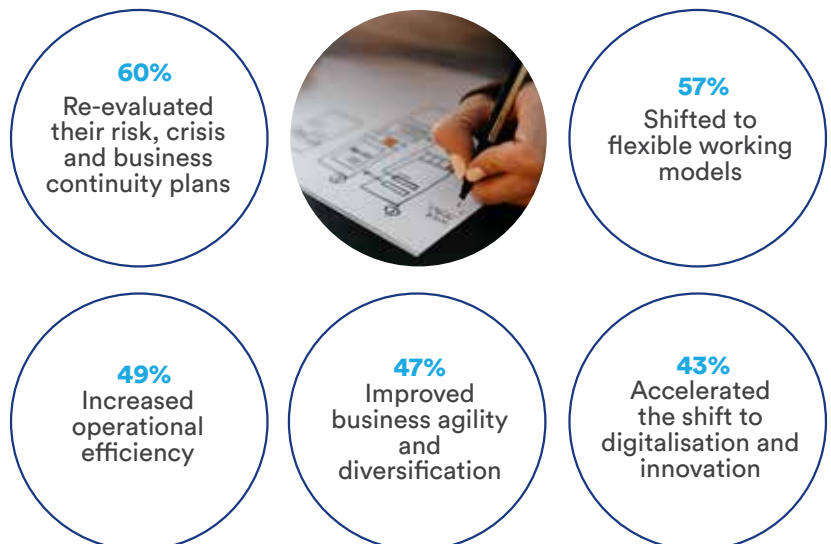 60%
Re-evaluated
their risk, crisis
and business
continuity plans
57%
Shifted to
flexible working
models
49%
Increased
operational
efficiency
47%
Improved
business agility
and
diversification
43%
Accelerated
the shift to
digitalisation and
innovation